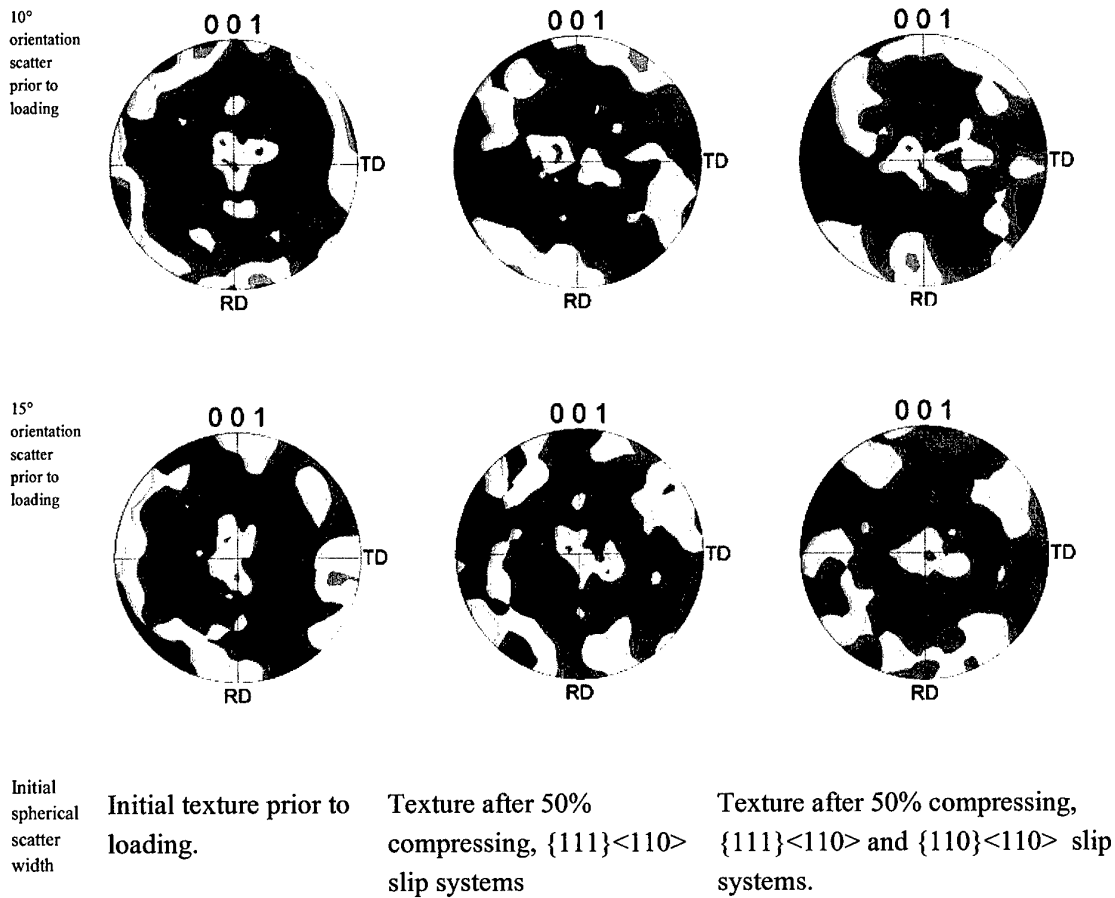 10°
orientation
scatter
prior to
loading
0 0 1
TD
RD
0 0 1
TD
RD
0 0 1
TD
RD
15°
orientation
scatter
prior to
loading
0 0 1
TD
RD
0 0 1
TD
RD
0 0 1
TD
RD
Initial
spherical
scatter
width
Initial texture prior to
loading.
Texture after 50%
compressing, {111}<110>
slip systems
Texture after 50% compressing,
{111}<110> and {110}<110> slip
systems.